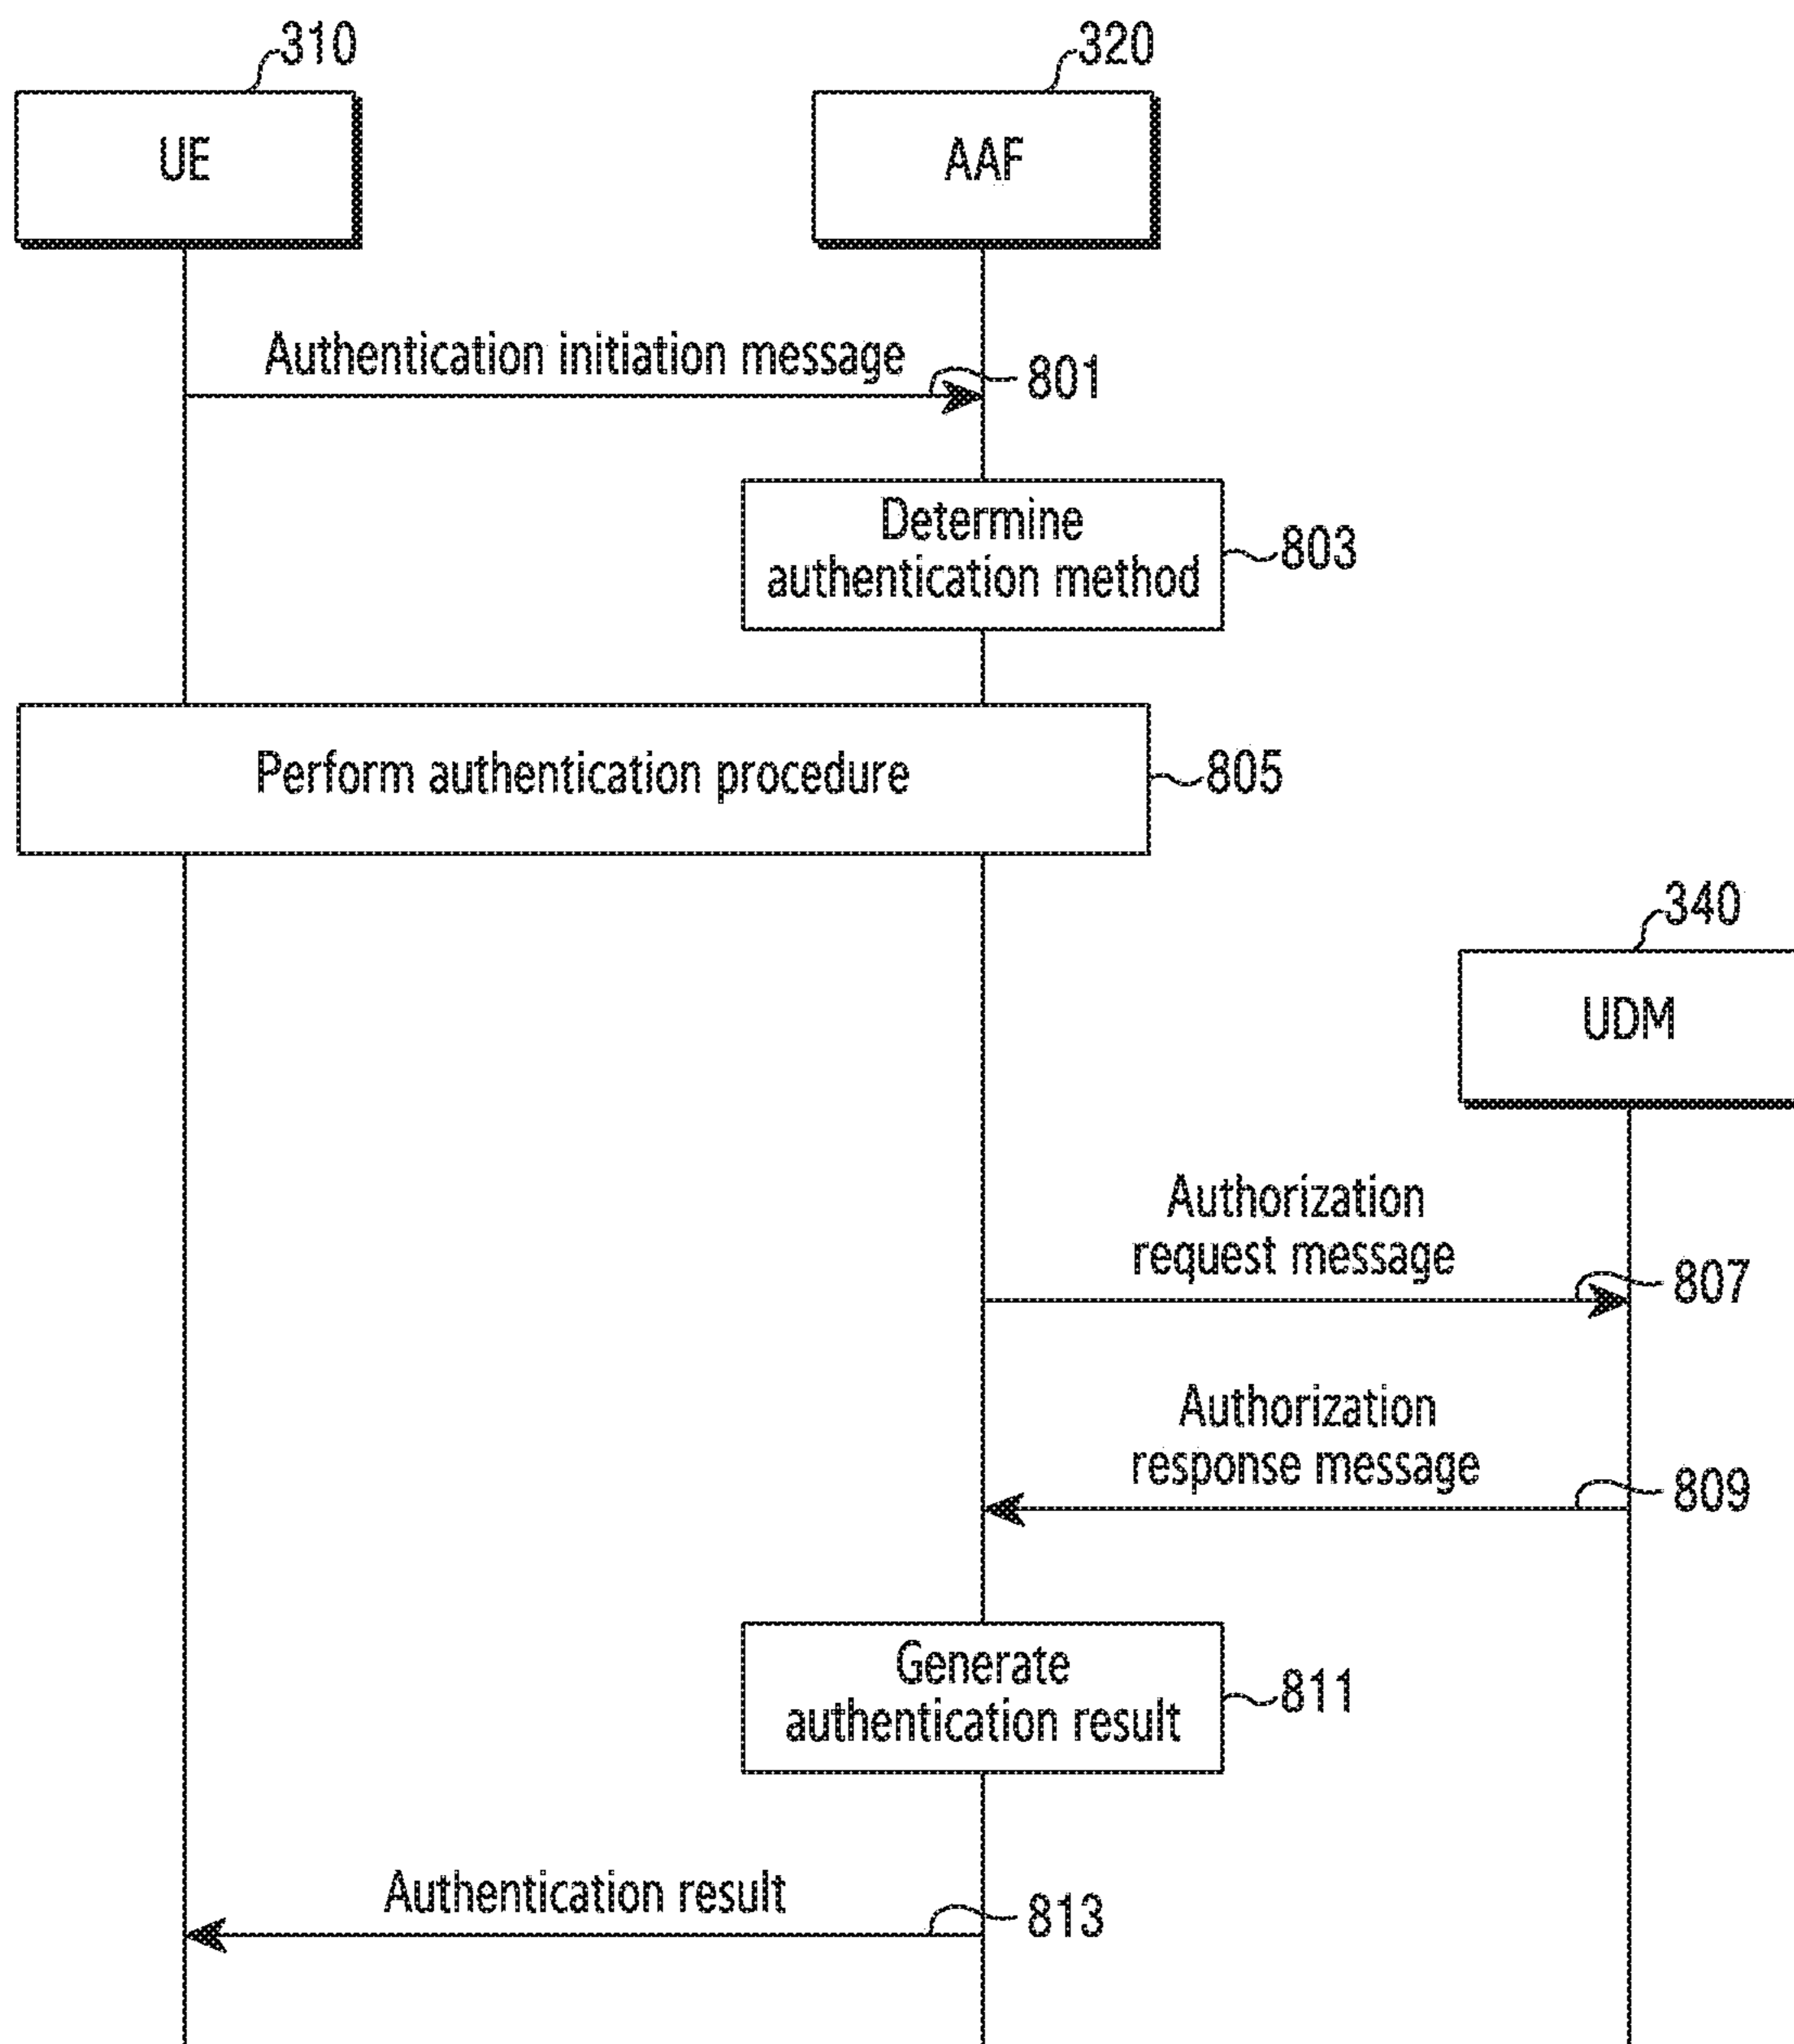 310
320
UE
AAF
Authentication initiation message
801
Determine
authentication method
803
Perform authentication procedure
805
340
UDM
Authorization
request message
807
Authorization
response message
809
Generate
authentication result
811
Authentication result
813